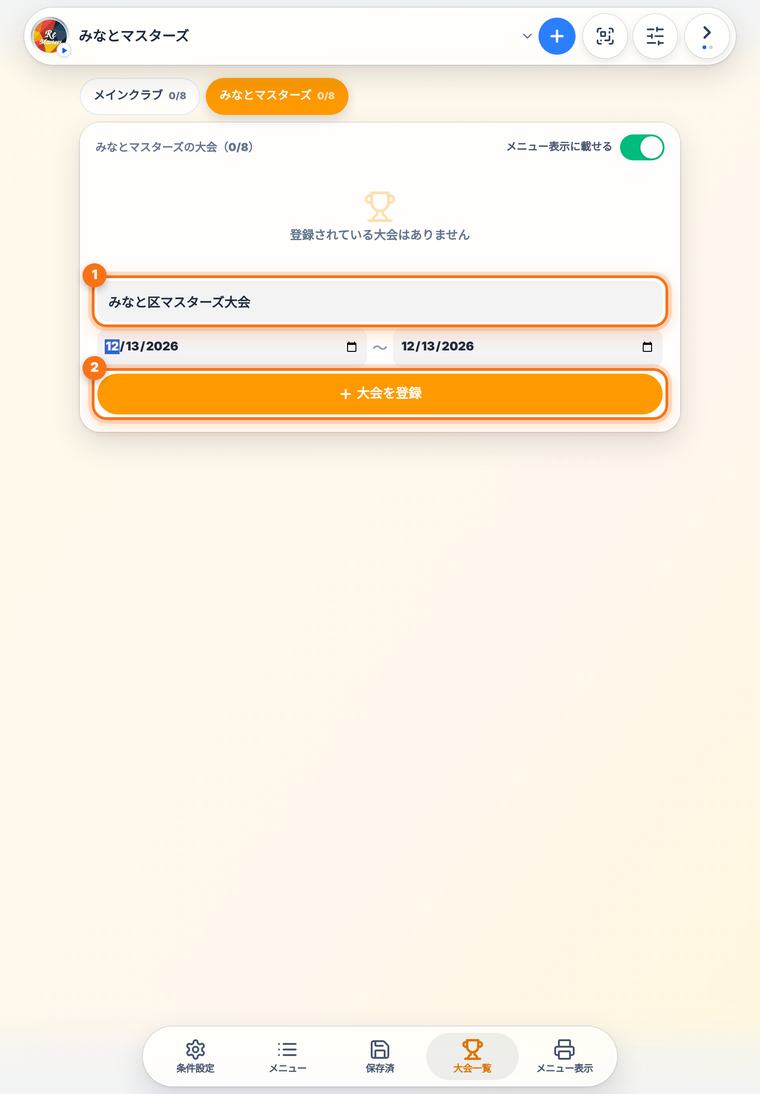 みなとマスターズ
メインクラブ 0/8
みなとマスターズ 0/8
みなとマスターズの大会（0/8）
メニュー表示に載せる
登録されている大会はありません
1
みなと区マスターズ大会
12/13/2026 〜 12/13/2026
2
＋ 大会を登録
条件設定
メニュー
保存済
大会一覧
メニュー表示